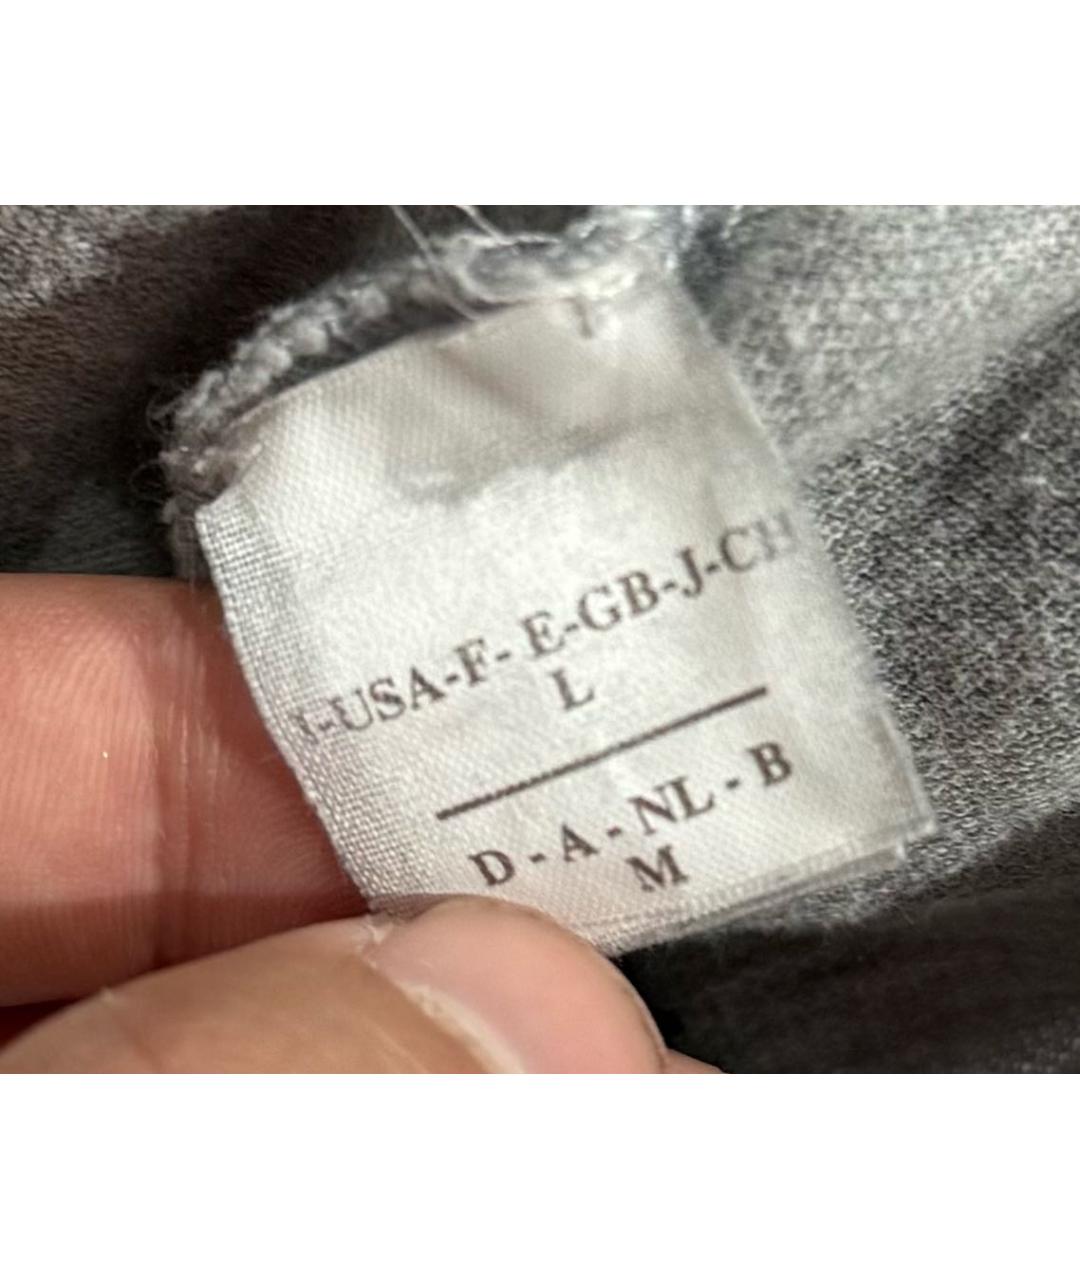 I-USA-F- E-GB-J-CH
L
D - A - NL - B
M